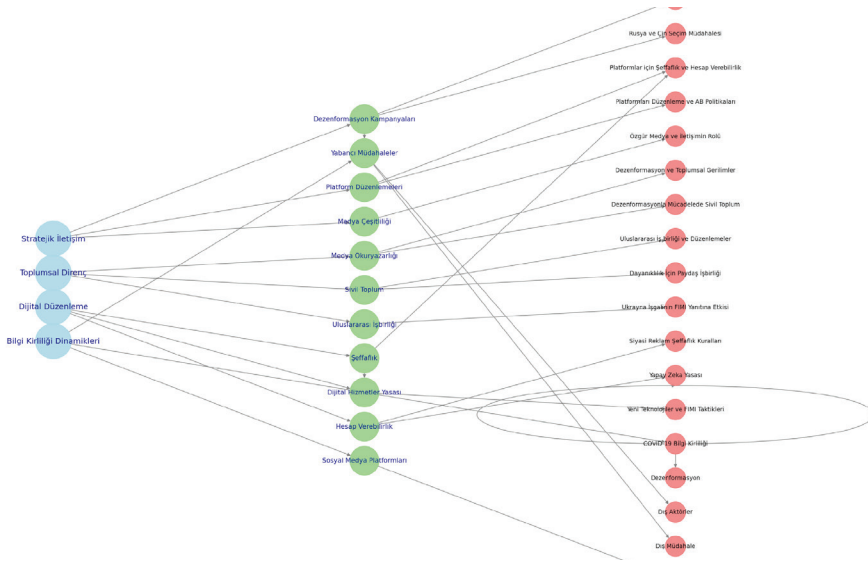 Stratejik İletişim
Toplumsal Direnç
Dijital Düzenleme
Bilgi Kirliliği Dinamikleri
Dezenformasyon Kampanyaları
Yabancı Müdahaleler
Platform Düzenlemeleri
Medya Çeşitliliği
Medya Okuryazarlığı
Sivil Toplum
Uluslararası İşbirliği
Şeffaflık
Dijital Hizmetler Yasası
Hesap Verebilirlik
Sosyal Medya Platformları
Rusya ve Çin Seçim Müdahalesi
Platformlar için Şeffaflık ve Hesap Verebilirlik
Platformları Düzenleme ve AB Politikaları
Özgür Medya ve İletişimin Rolü
Dezenformasyon ve Toplumsal Gerilimler
Dezenformasyonla Mücadelede Sivil Toplum
Uluslararası İş birliği ve Düzenlemeler
Dayanıklılık İçin Paydaş İşbirliği
Ukrayna İşgalinin FIMI Yanıtına Etkisi
Siyasi Reklam Şeffaflık Kuralları
Yapay Zeka Yasası
Yeni Teknolojiler ve FIMI Taktikleri
COVID-19 Bilgi Kirliliği
Dezenformasyon
Dış Aktörler
Dış Müdahale